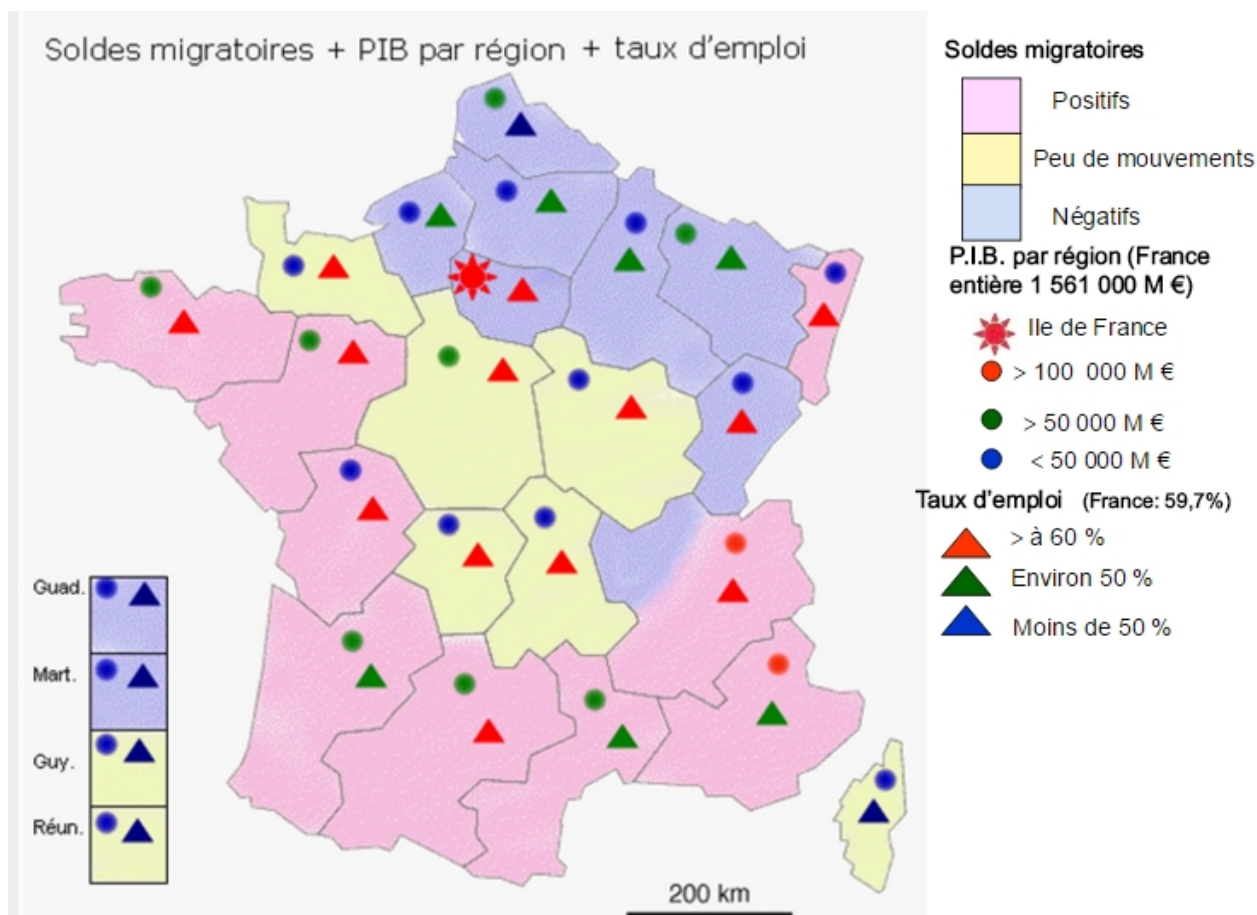 Soldes migratoires + PIB par région + taux d'emploi
Soldes migratoires
Positifs
Peu de mouvements
Négatifs
P.I.B. par région (France
entière 1 561 000 M €)
Ile de France
> 100 000 M €
> 50 000 M €
< 50 000 M €
Taux d'emploi (France: 59,7%)
> à 60 %
Environ 50 %
Moins de 50 %
Guad.
Mart.
Guy.
Réun.
200 km